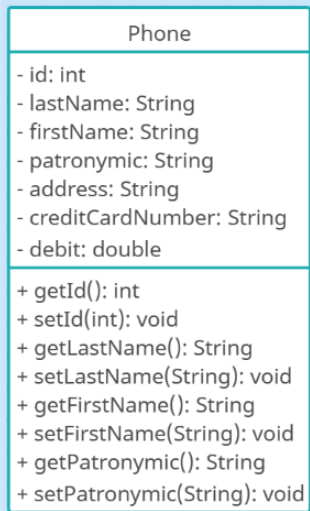 Phone
- id: int
- lastName: String
- firstName: String
- patronymic: String
- address: String
- creditCardNumber: String
- debit: double
+ getId(): int
+ setId(int): void
+ getLastName(): String
+ setLastName(String): void
+ getFirstName(): String
+ setFirstName(String): void
+ getPatronymic(): String
+ setPatronymic(String): void